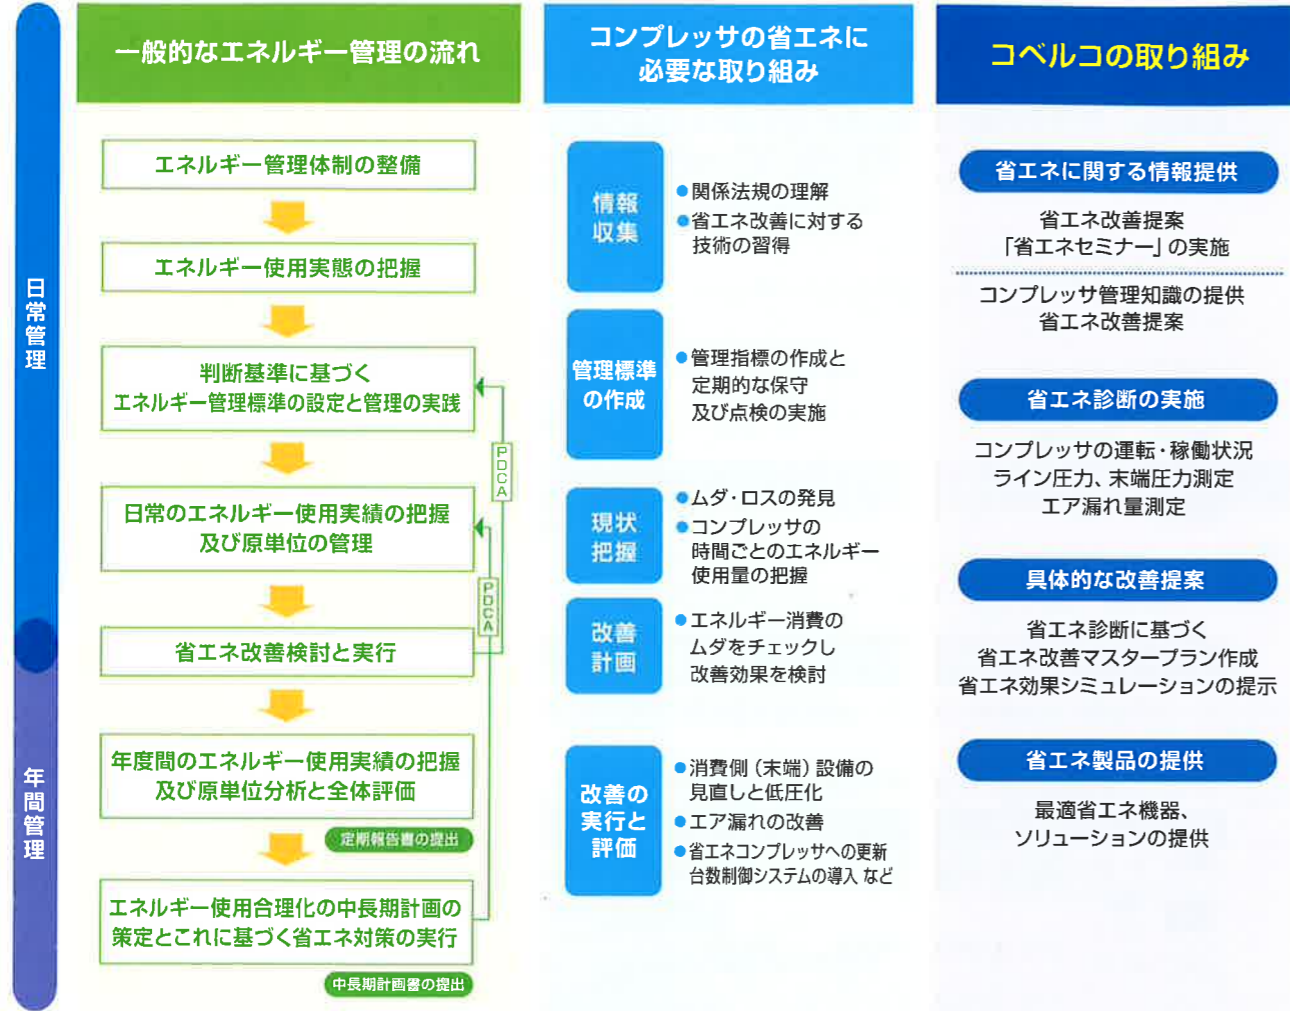 日常管理
年間管理
一般的なエネルギー管理の流れ
エネルギー管理体制の整備
エネルギー使用実態の把握
判断基準に基づく
エネルギー管理標準の設定と管理の実践
PDCA
日常のエネルギー使用実績の把握
及び原単位の管理
PDCA
省エネ改善検討と実行
年度間のエネルギー使用実績の把握
及び原単位分析と全体評価
定期報告書の提出
エネルギー使用合理化の中長期計画の
策定とこれに基づく省エネ対策の実行
中長期計画書の提出
コンプレッサの省エネに
必要な取り組み
情報
収集
●関係法規の理解
●省エネ改善に対する
技術の習得
管理標準
の作成
●管理指標の作成と
定期的な保守
及び点検の実施
現状
把握
●ムダ・ロスの発見
●コンプレッサの
時間ごとのエネルギー
使用量の把握
改善
計画
●エネルギー消費の
ムダをチェックし
改善効果を検討
改善の
実行と
評価
●消費側（末端）設備の
見直しと低圧化
●エア漏れの改善
●省エネコンプレッサへの更新
台数制御システムの導入 など
コベルコの取り組み
省エネに関する情報提供
省エネ改善提案
「省エネセミナー」の実施
コンプレッサ管理知識の提供
省エネ改善提案
省エネ診断の実施
コンプレッサの運転・稼働状況
ライン圧力、末端圧力測定
エア漏れ量測定
具体的な改善提案
省エネ診断に基づく
省エネ改善マスタープラン作成
省エネ効果シミュレーションの提示
省エネ製品の提供
最適省エネ機器、
ソリューションの提供